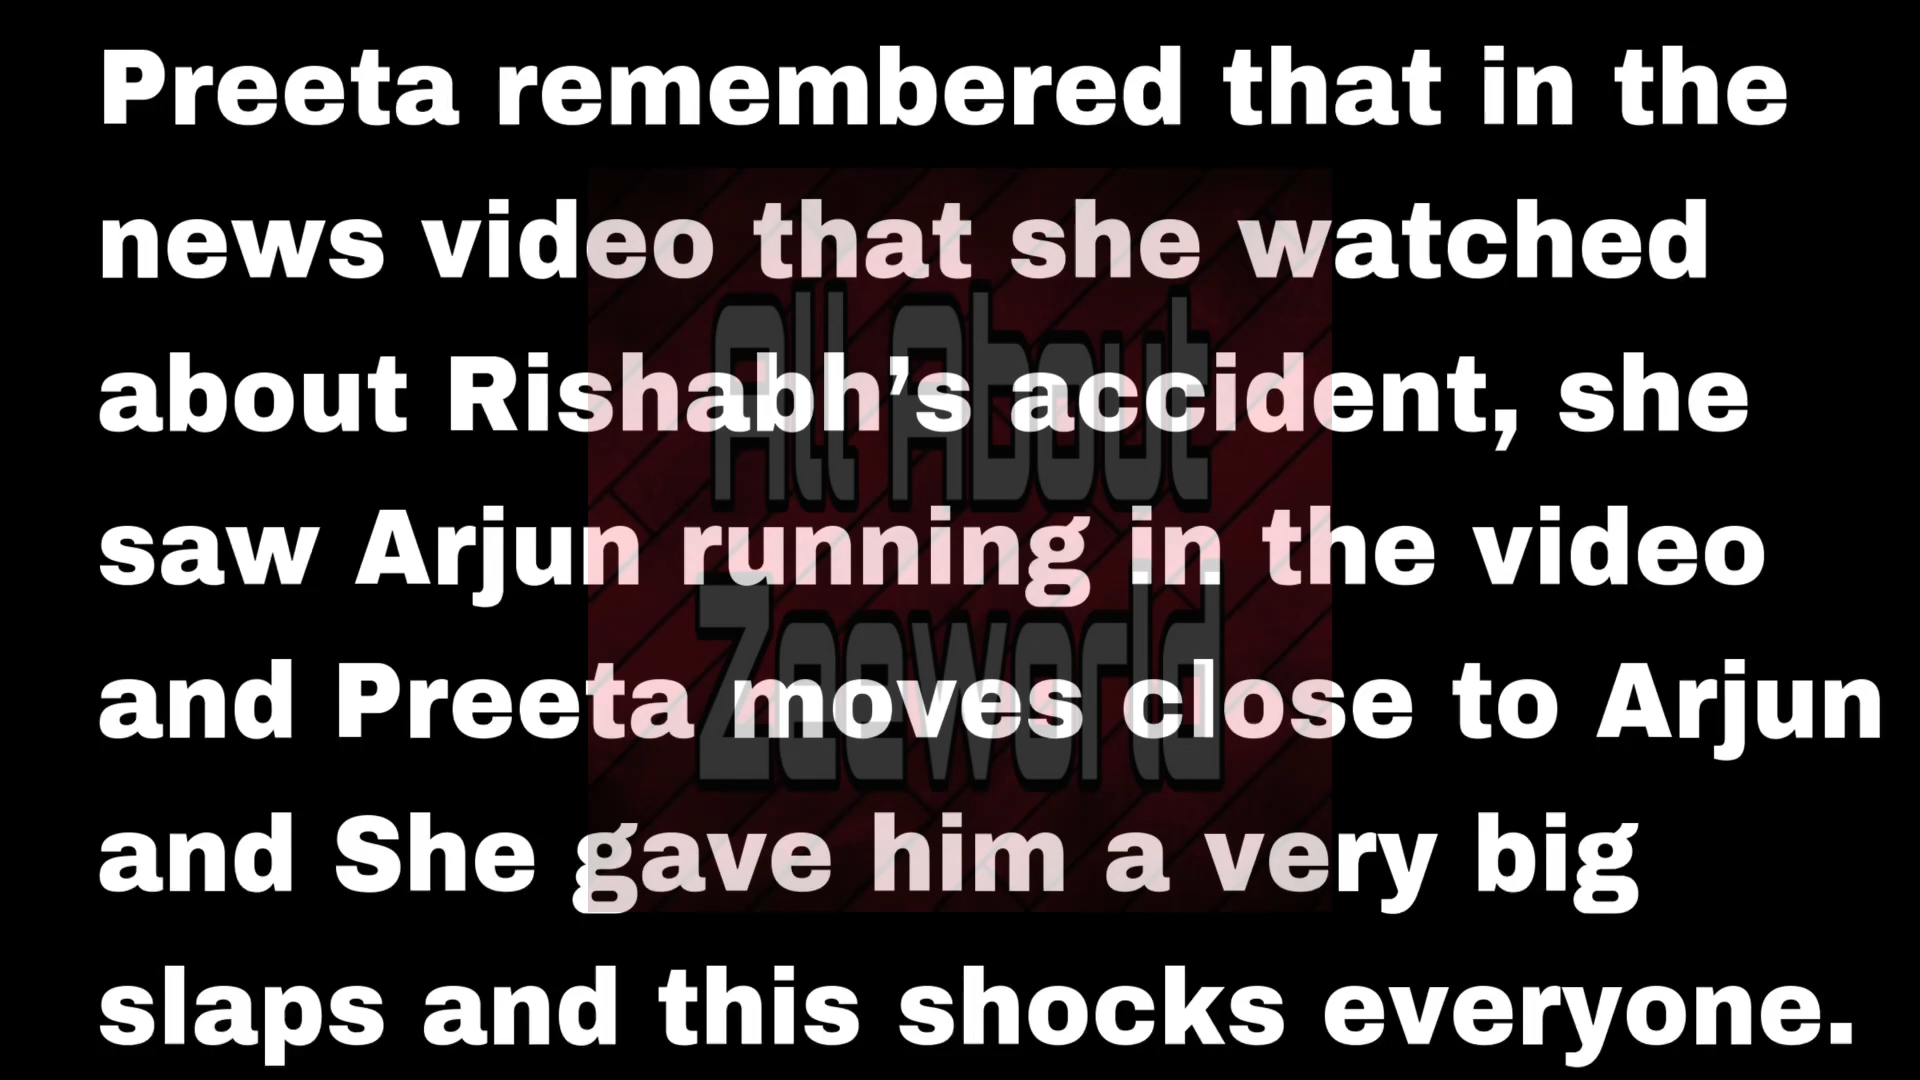 Preeta remembered that in the
news video that she watched
about Rishabh’s accident, she
saw Arjun running in the video
and Preeta moves close to Arjun
and She gave him a very big
slaps and this shocks everyone.
All About
Zeeworld